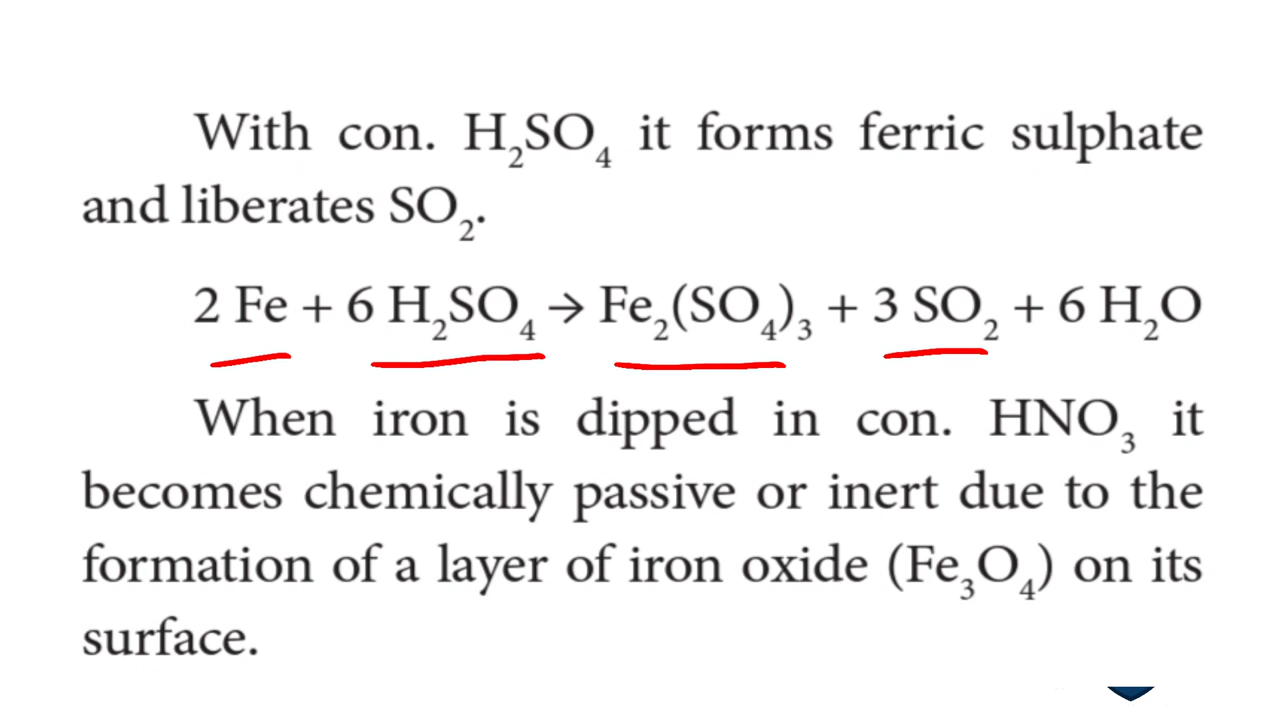 With con. H₂SO₄ it forms ferric sulphate
and liberates SO₂.
2 Fe + 6 H₂SO₄ → Fe₂(SO₄)₃ + 3 SO₂ + 6 H₂O
When iron is dipped in con. HNO₃ it
becomes chemically passive or inert due to the
formation of a layer of iron oxide (Fe₃O₄) on its
surface.